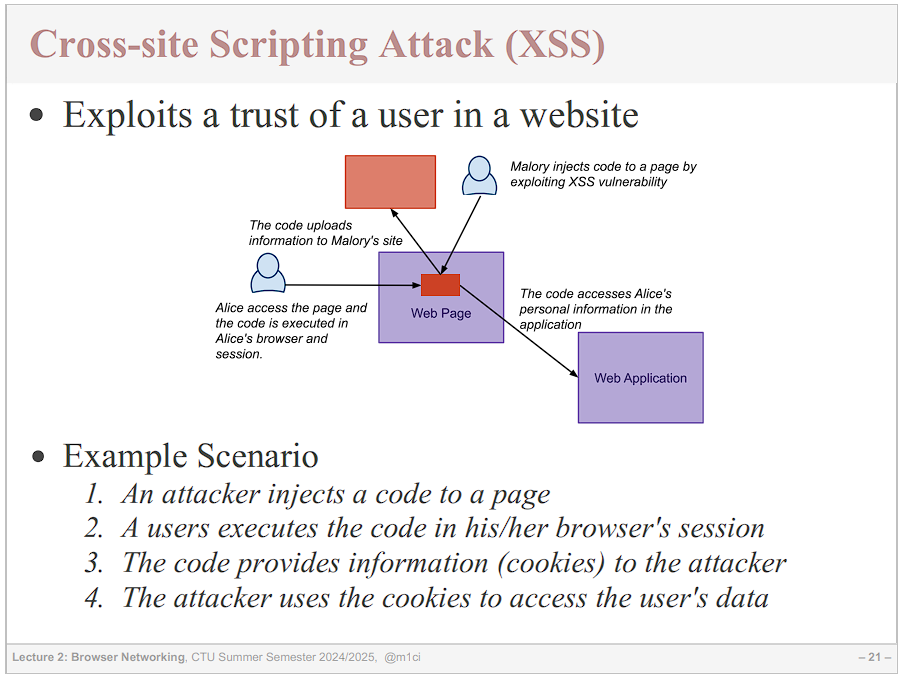 Cross-site Scripting Attack (XSS)
• Exploits a trust of a user in a website
Malory injects code to a page by
exploiting XSS vulnerability
The code uploads
information to Malory's site
Alice access the page and
the code is executed in
Alice's browser and
session.
Web Page
The code accesses Alice's
personal information in the
application
Web Application
• Example Scenario
1. An attacker injects a code to a page
2. A users executes the code in his/her browser's session
3. The code provides information (cookies) to the attacker
4. The attacker uses the cookies to access the user's data
Lecture 2: Browser Networking, CTU Summer Semester 2024/2025, @m1ci
– 21 –